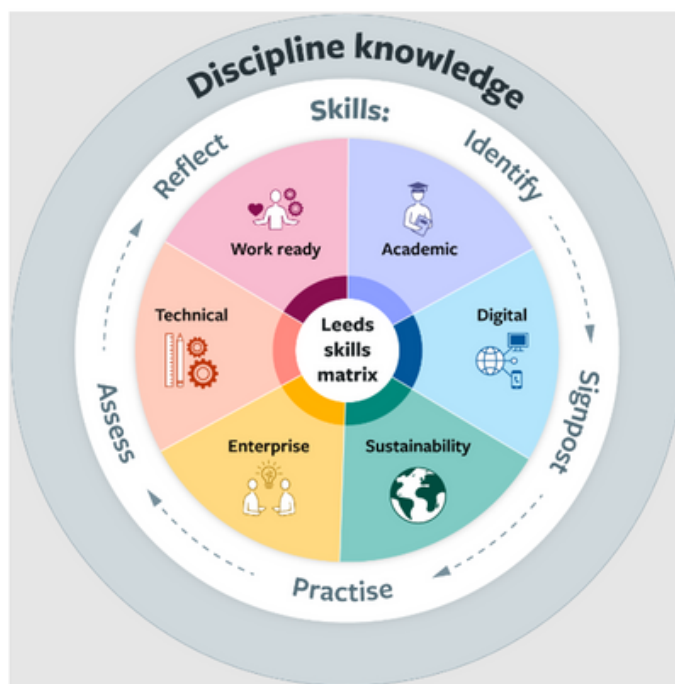 Discipline knowledge
Skills:
Identify
Signpost
Practise
Assess
Reflect
Work ready
Academic
Technical
Digital
Leeds
skills
matrix
Enterprise
Sustainability